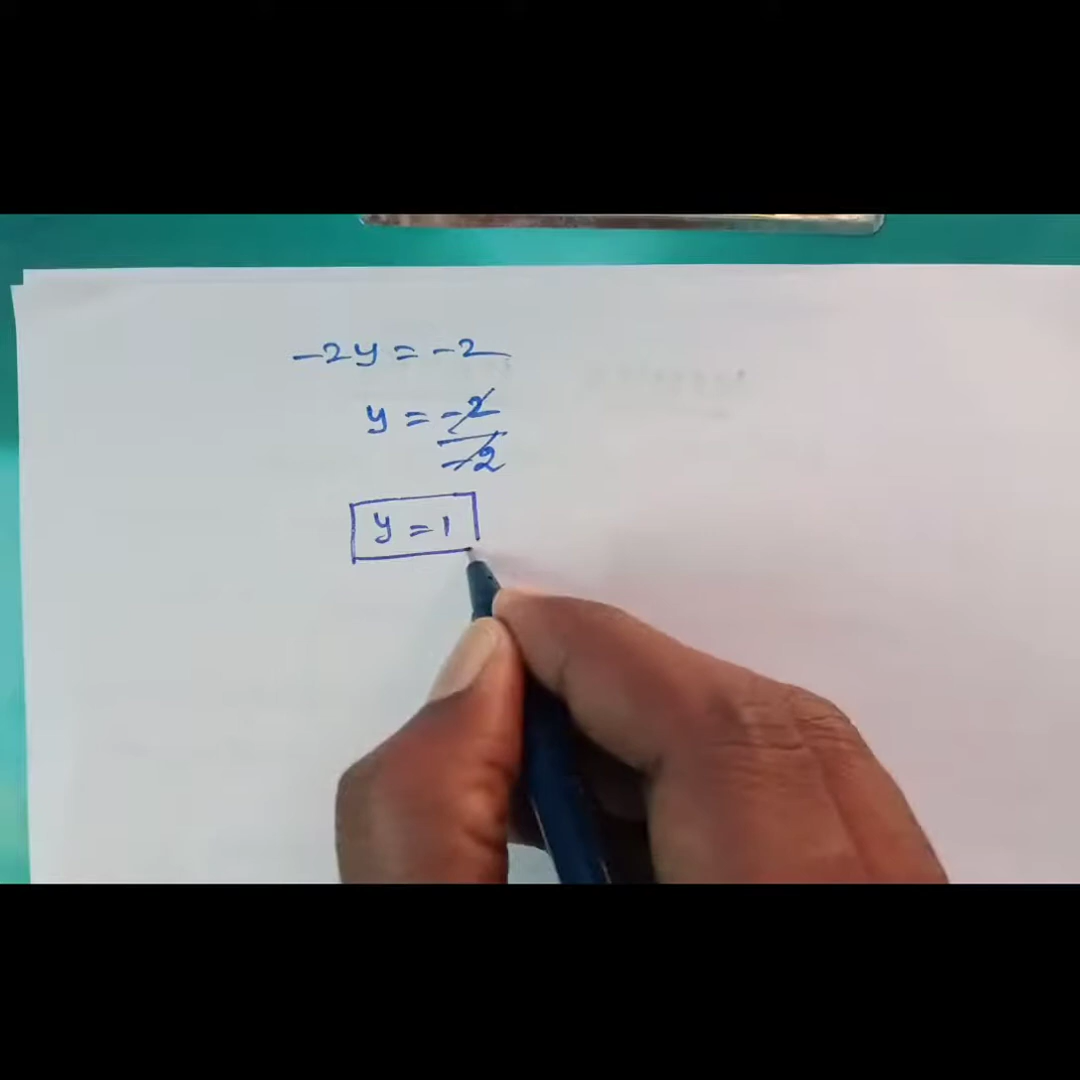 -2y = -2
y = -2/-2
y = 1